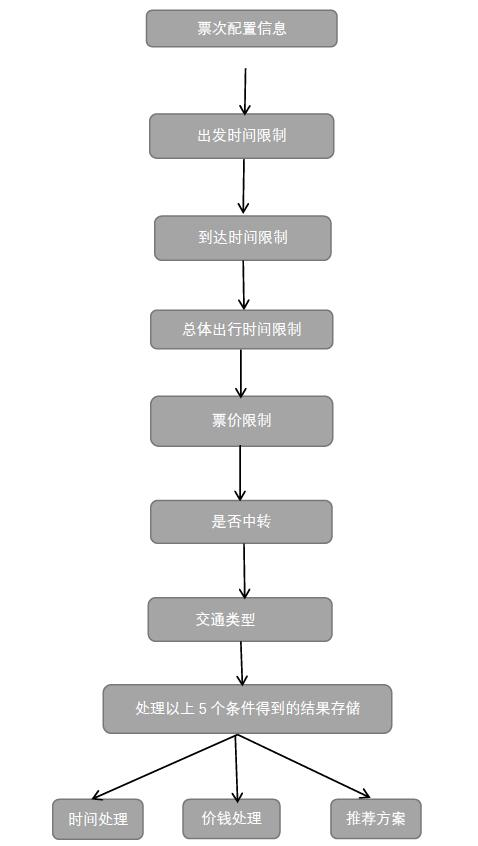 票次配置信息
出发时间限制
到达时间限制
总体出行时间限制
票价限制
是否中转
交通类型
处理以上 5 个条件得到的结果存储
时间处理
价钱处理
推荐方案